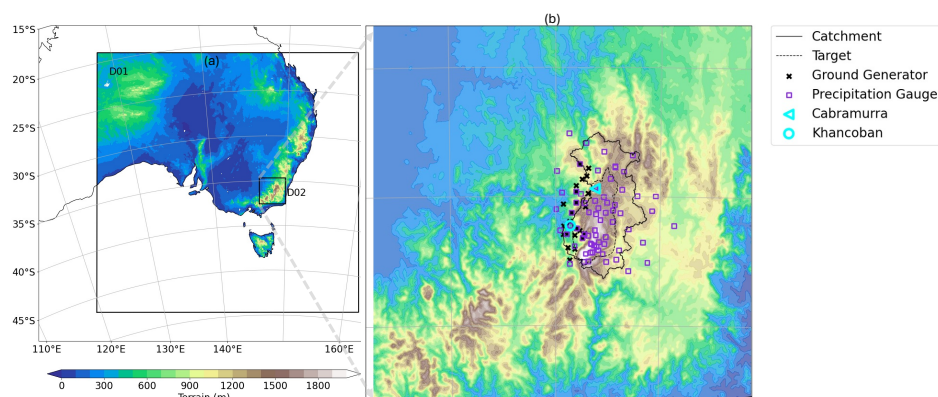 (b)
15°S
20°S
25°S
30°S
35°S
40°S
45°S
(a)
D01
D02
110°E
120°E
130°E
140°E
150°E
160°E
0
300
600
900
1200
1500
1800
Terrain (m)
Catchment
Target
Ground Generator
Precipitation Gauge
Cabramurra
Khancoban